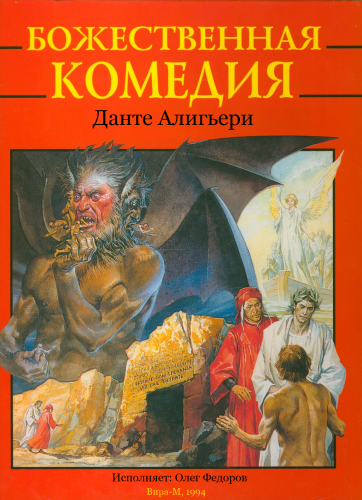 БОЖЕСТВЕННАЯ
КОМЕДИЯ
Данте Алигьери
Исполняет: Олег Федоров
Вира-М, 1994